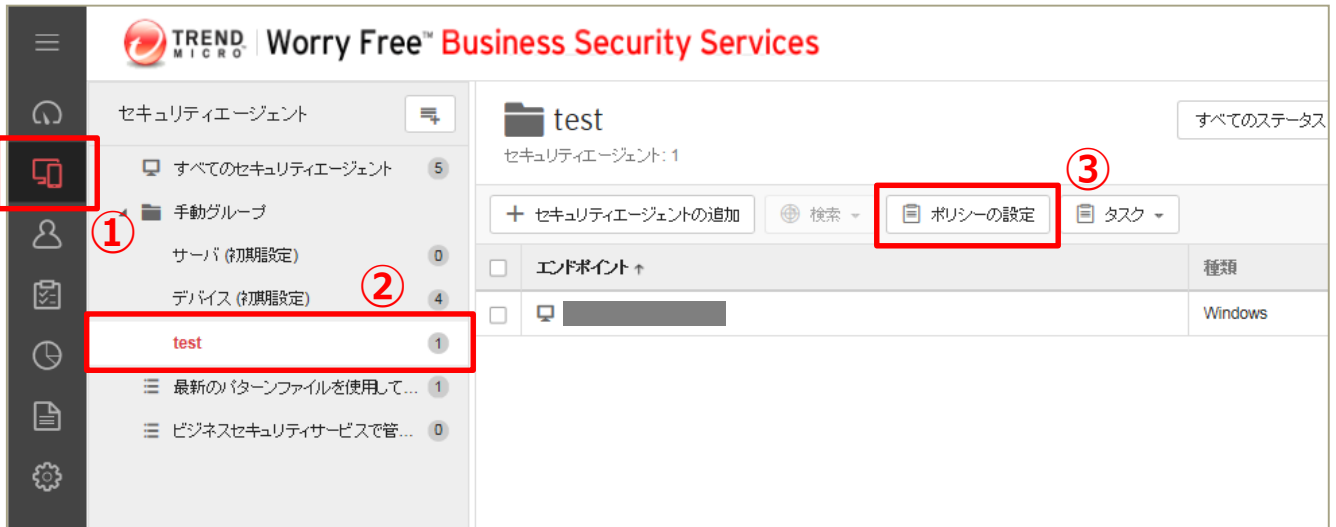 TREND MICRO Worry Free™ Business Security Services
セキュリティエージェント
すべてのセキュリティエージェント 5
① 手動グループ
サーバ (初期設定) 0
デバイス (初期設定) ② 4
test 1
最新のパターンファイルを使用して... 1
ビジネスセキュリティサービスで管... 0
test
すべてのステータス
セキュリティエージェント: 1
③
+ セキュリティエージェントの追加 検索 ポリシーの設定 タスク
エンドポイント ↑ 種類
Windows